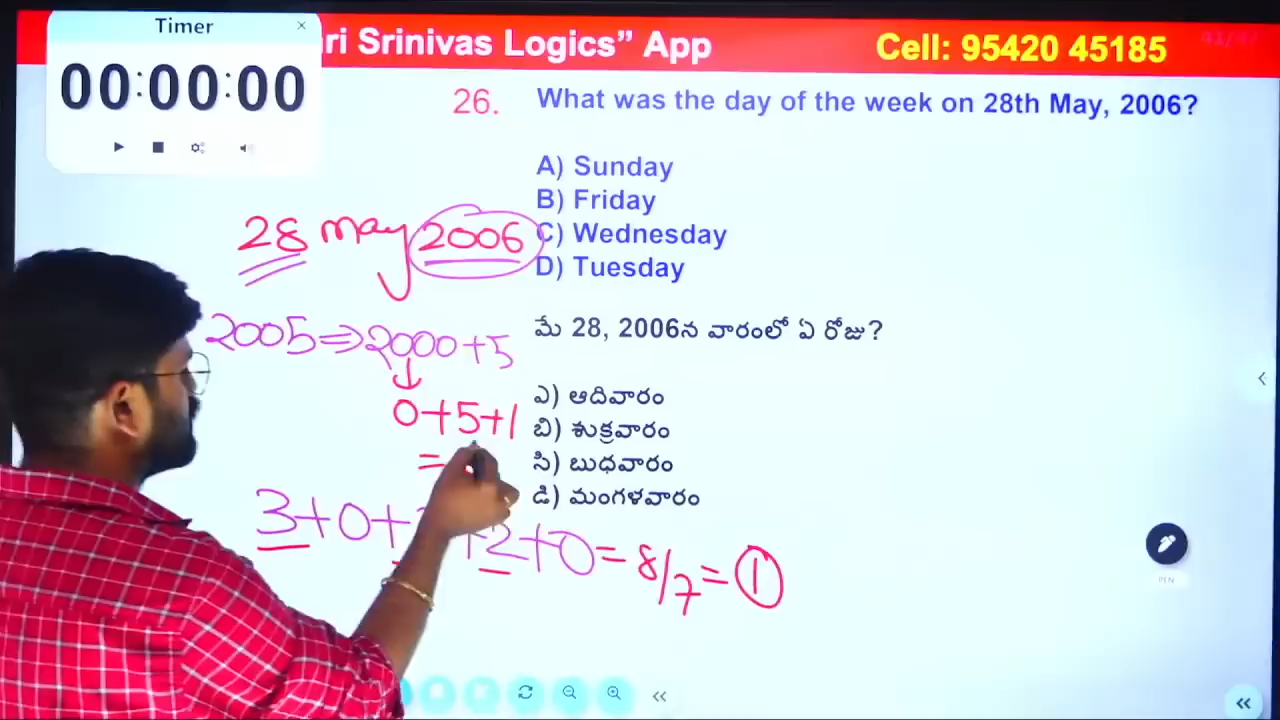 Timer
00:00:00
ri Srinivas Logics” App
Cell: 95420 45185
26. What was the day of the week on 28th May, 2006?
A) Sunday
B) Friday
C) Wednesday
D) Tuesday
28 may 2006
2005 ⇒ 2000 + 5
0+5+1
=
3+0+
+2+0 = 8/7 = 1
మే 28, 2006న వారంలో ఏ రోజు?
ఎ) ఆదివారం
బి) శుక్రవారం
సి) బుధవారం
డి) మంగళవారం
PEN